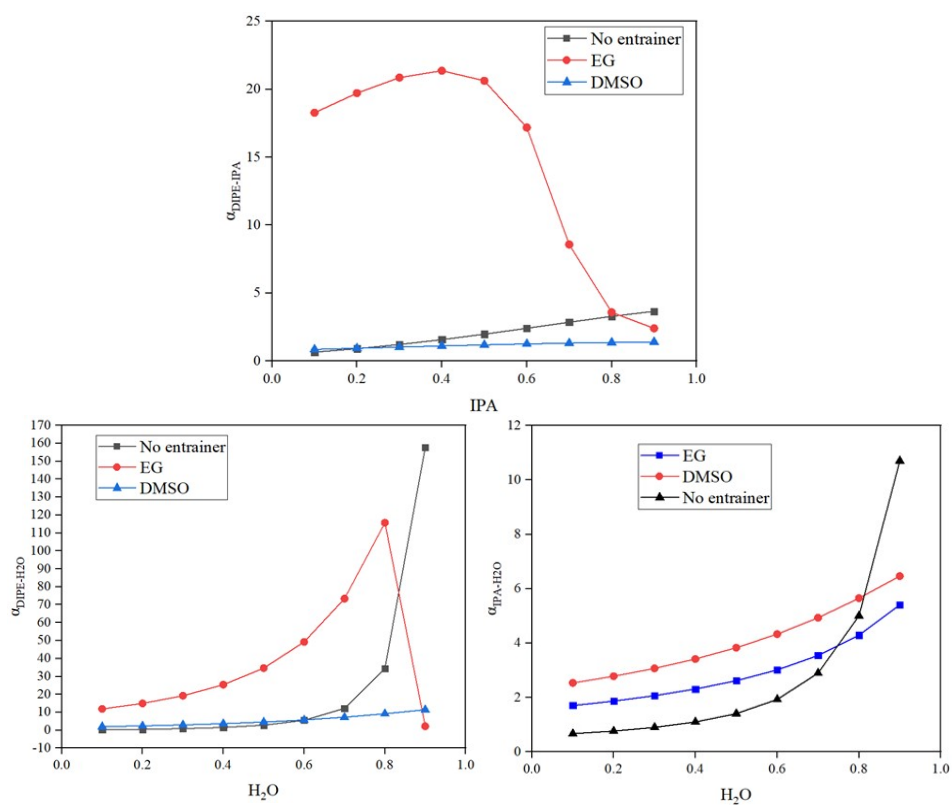 25
20
15
10
5
0
α_DIPE-IPA
No entrainer
EG
DMSO
0.0 0.2 0.4 0.6 0.8 1.0
IPA
170
160
150
140
130
120
110
100
90
80
70
60
50
40
30
20
10
0
-10
α_DIPE-H2O
No entrainer
EG
DMSO
0.0 0.2 0.4 0.6 0.8 1.0
H₂O
12
10
8
6
4
2
0
α_IPA-H2O
EG
DMSO
No entrainer
0.0 0.2 0.4 0.6 0.8 1.0
H₂O